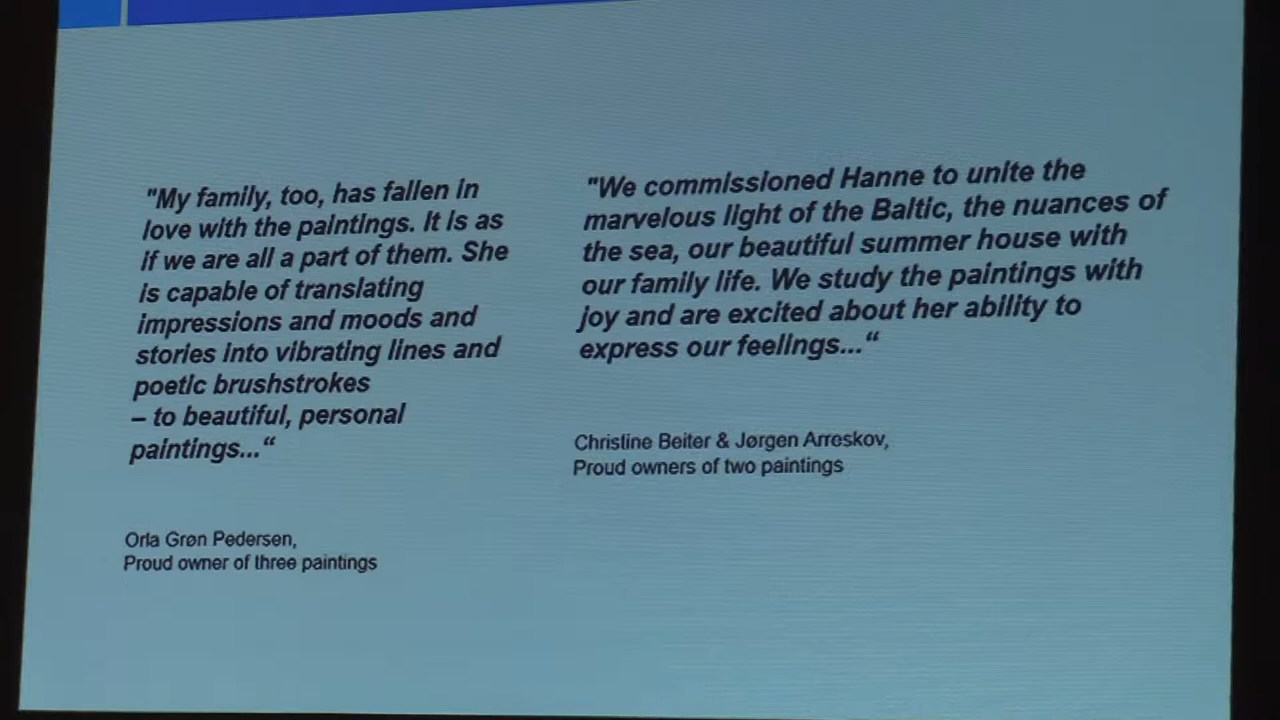 "My family, too, has fallen in
love with the paintings. It is as
if we are all a part of them. She
is capable of translating
impressions and moods and
stories into vibrating lines and
poetic brushstrokes
– to beautiful, personal
paintings...“
Orla Grøn Pedersen,
Proud owner of three paintings
"We commissioned Hanne to unite the
marvelous light of the Baltic, the nuances of
the sea, our beautiful summer house with
our family life. We study the paintings with
joy and are excited about her ability to
express our feelings...“
Christine Beiter & Jørgen Arreskov,
Proud owners of two paintings